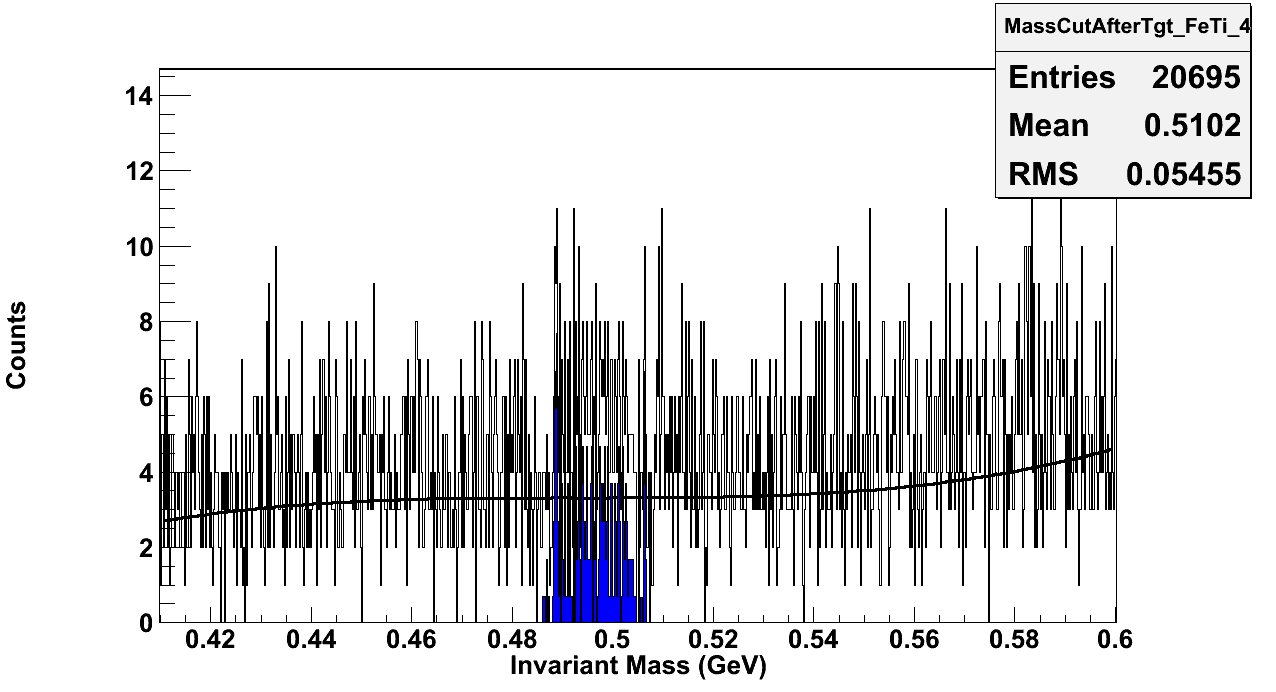 MassCutAfterTgt_FeTi_4
Entries 20695
Mean 0.5102
RMS 0.05455
14
12
10
8
6
4
2
0
Counts
0.42 0.44 0.46 0.48 0.5 0.52 0.54 0.56 0.58 0.6
Invariant Mass (GeV)